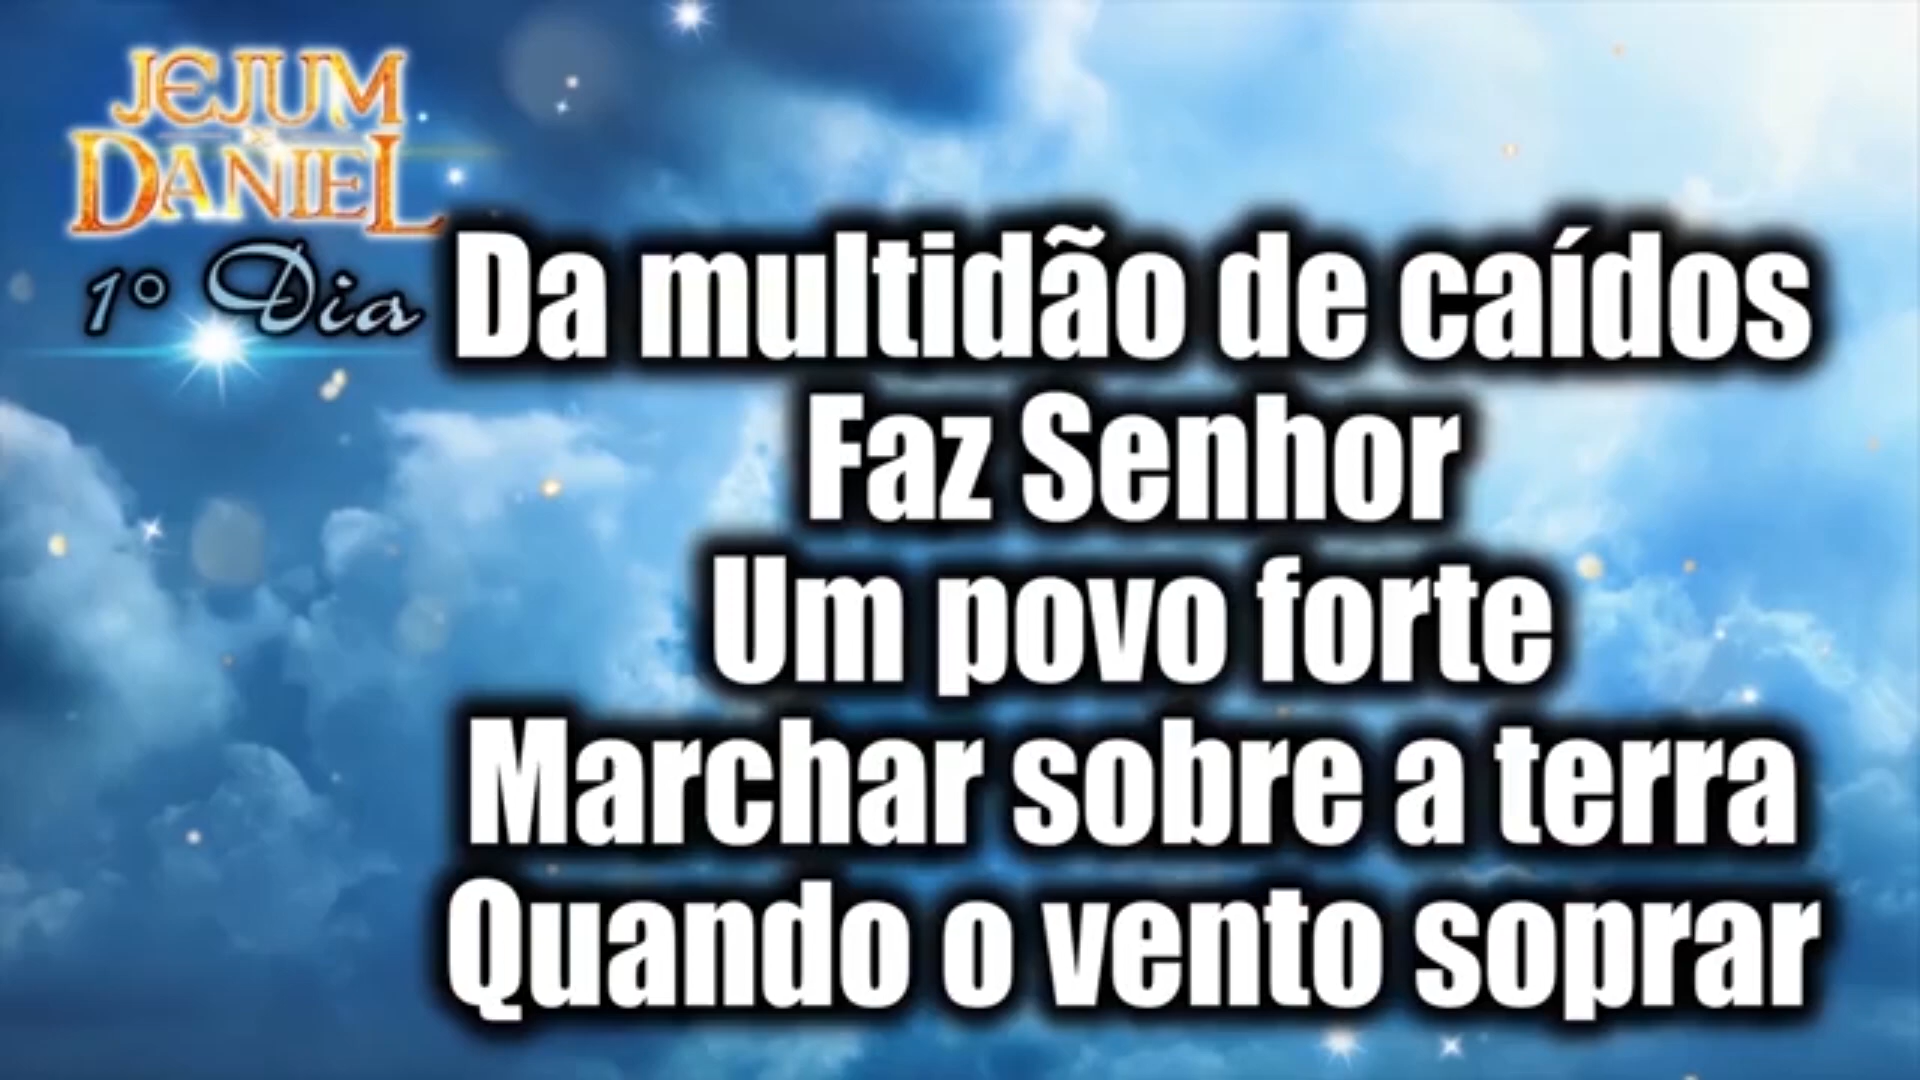 JEJUM
DE
DANIEL
1º Dia
Da multidão de caídos
Faz Senhor
Um povo forte
Marchar sobre a terra
Quando o vento soprar